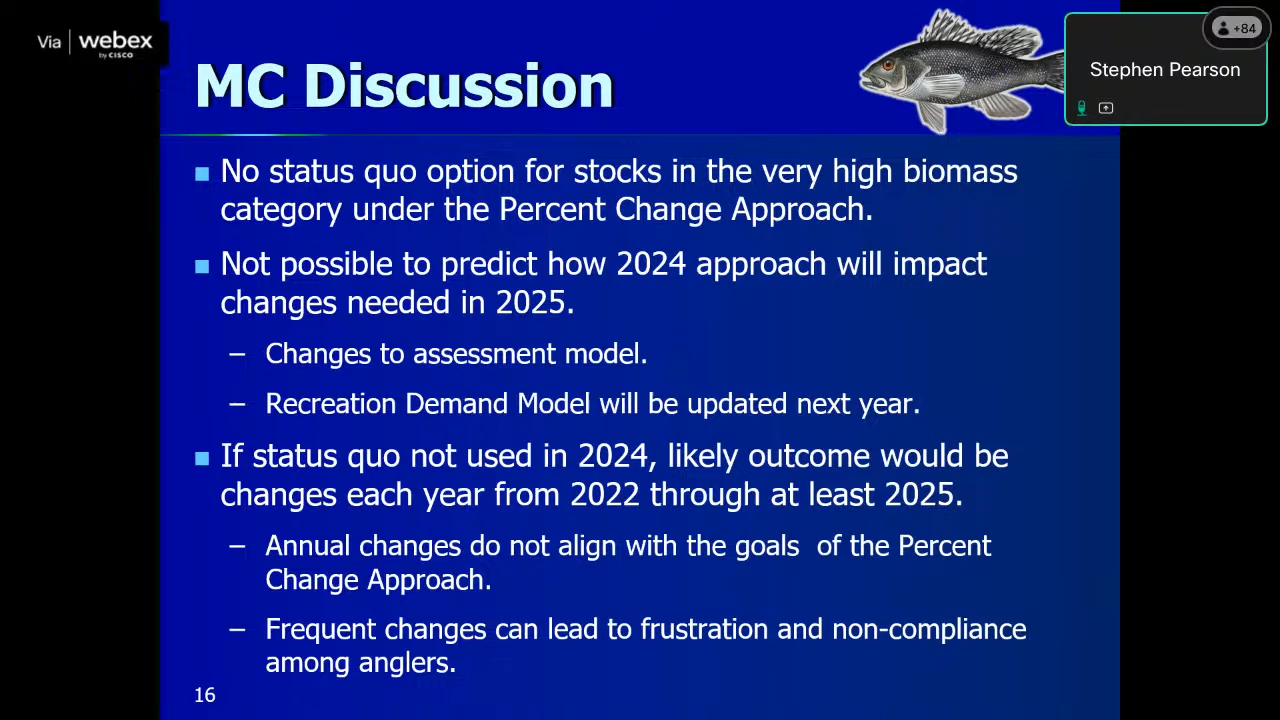 Via webex
by CISCO
+84
Stephen Pearson
MC Discussion
No status quo option for stocks in the very high biomass
category under the Percent Change Approach.
Not possible to predict how 2024 approach will impact
changes needed in 2025.
– Changes to assessment model.
– Recreation Demand Model will be updated next year.
If status quo not used in 2024, likely outcome would be
changes each year from 2022 through at least 2025.
– Annual changes do not align with the goals of the Percent
Change Approach.
– Frequent changes can lead to frustration and non-compliance
among anglers.
16